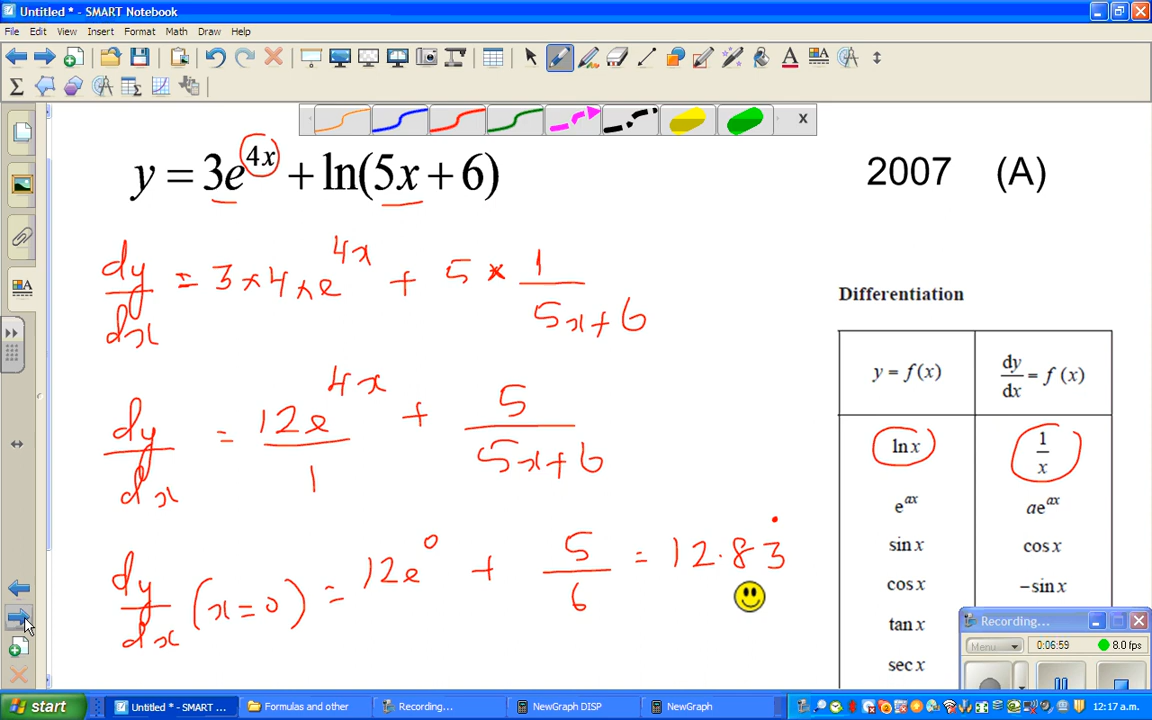 Untitled * - SMART Notebook
File Edit View Insert Format Math Draw Help
y = 3e^{4x} + ln(5x + 6)
2007 (A)
dy/dx = 3 × 4 × e^{4x} + 5 × 1/(5x+6)
dy/dx = 12e^{4x}/1 + 5/(5x+6)
dy/dx (x=0) = 12e^0 + 5/6 = 12.83̇
Differentiation
y = f(x) dy/dx = f (x)
ln x 1/x
e^{ax} ae^{ax}
sin x cos x
cos x −sin x
tan x
sec x
Recording...
Menu 0:06:59 8.0 fps
start Untitled * - SMART ... Formulas and other Recording... NewGraph DISP NewGraph 12:17 a.m.